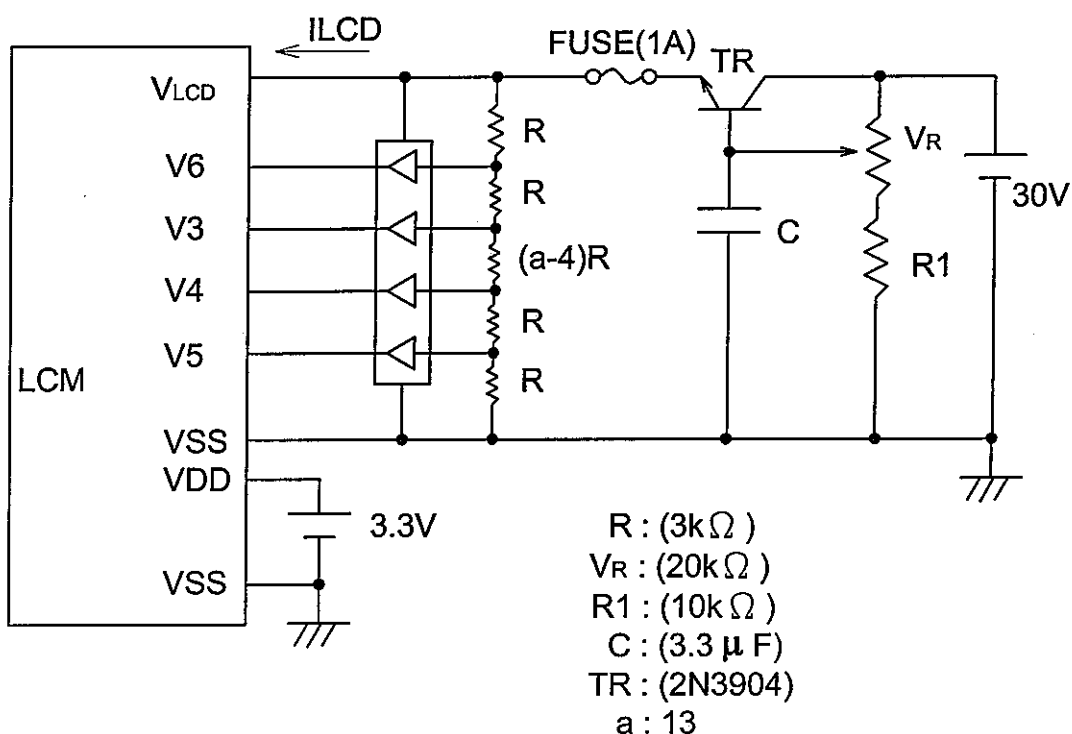 ILCD
FUSE(1A)
TR
VLCD
R
VR
V6
R
30V
V3
C
(a-4)R
R1
V4
R
V5
LCM
R
VSS
VDD
3.3V
VSS
R : (3kΩ)
VR : (20kΩ)
R1 : (10kΩ)
C : (3.3 μF)
TR : (2N3904)
a : 13